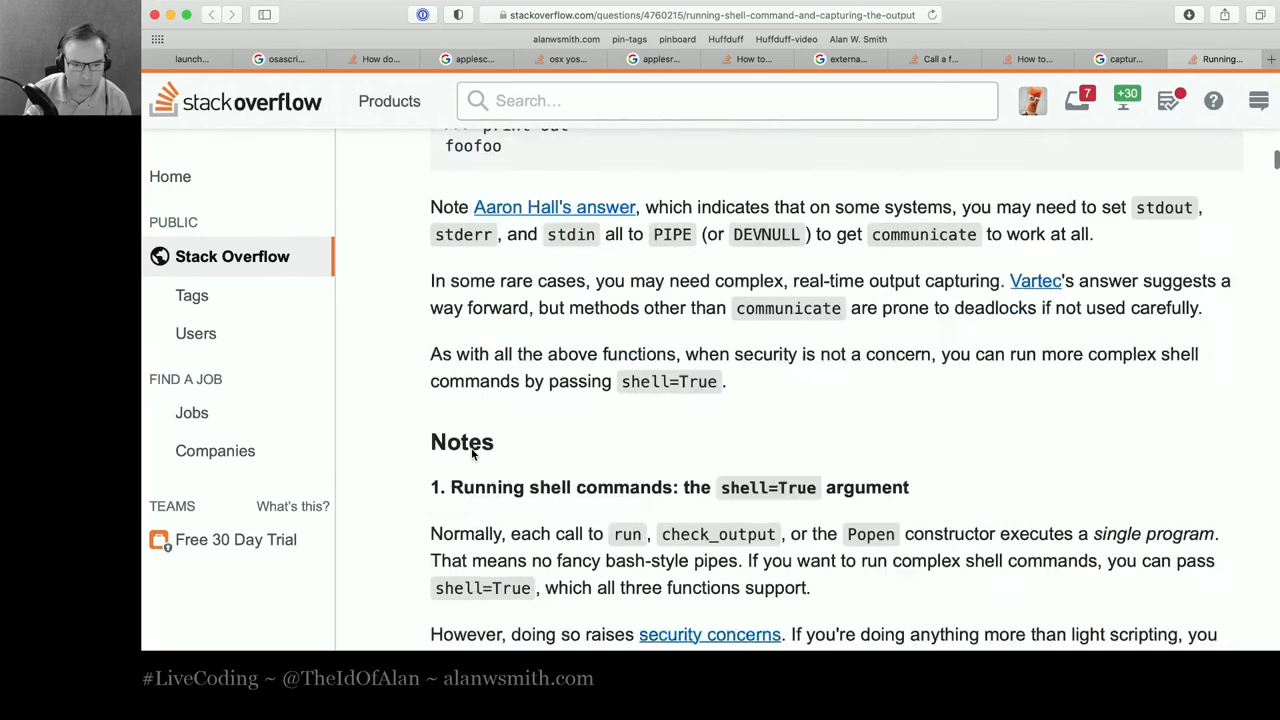 stackoverflow.com/questions/4760215/running-shell-command-and-capturing-the-output
alanwsmith.com pin-tags pinboard Huffduff Huffduff-video Alan W. Smith
launch... osascri... How do... applesc... osx yos... applesr... How to... externa... Call a f... How to... captur... Running...
stackoverflow Products Search... 7 +30
foofoo
Home
PUBLIC
Stack Overflow
Tags
Users
FIND A JOB
Jobs
Companies
TEAMS What's this?
Free 30 Day Trial
Note Aaron Hall's answer, which indicates that on some systems, you may need to set stdout,
stderr, and stdin all to PIPE (or DEVNULL) to get communicate to work at all.
In some rare cases, you may need complex, real-time output capturing. Vartec's answer suggests a
way forward, but methods other than communicate are prone to deadlocks if not used carefully.
As with all the above functions, when security is not a concern, you can run more complex shell
commands by passing shell=True.
Notes
1. Running shell commands: the shell=True argument
Normally, each call to run, check_output, or the Popen constructor executes a single program.
That means no fancy bash-style pipes. If you want to run complex shell commands, you can pass
shell=True, which all three functions support.
However, doing so raises security concerns. If you're doing anything more than light scripting, you
#LiveCoding ~ @TheIdOfAlan ~ alanwsmith.com